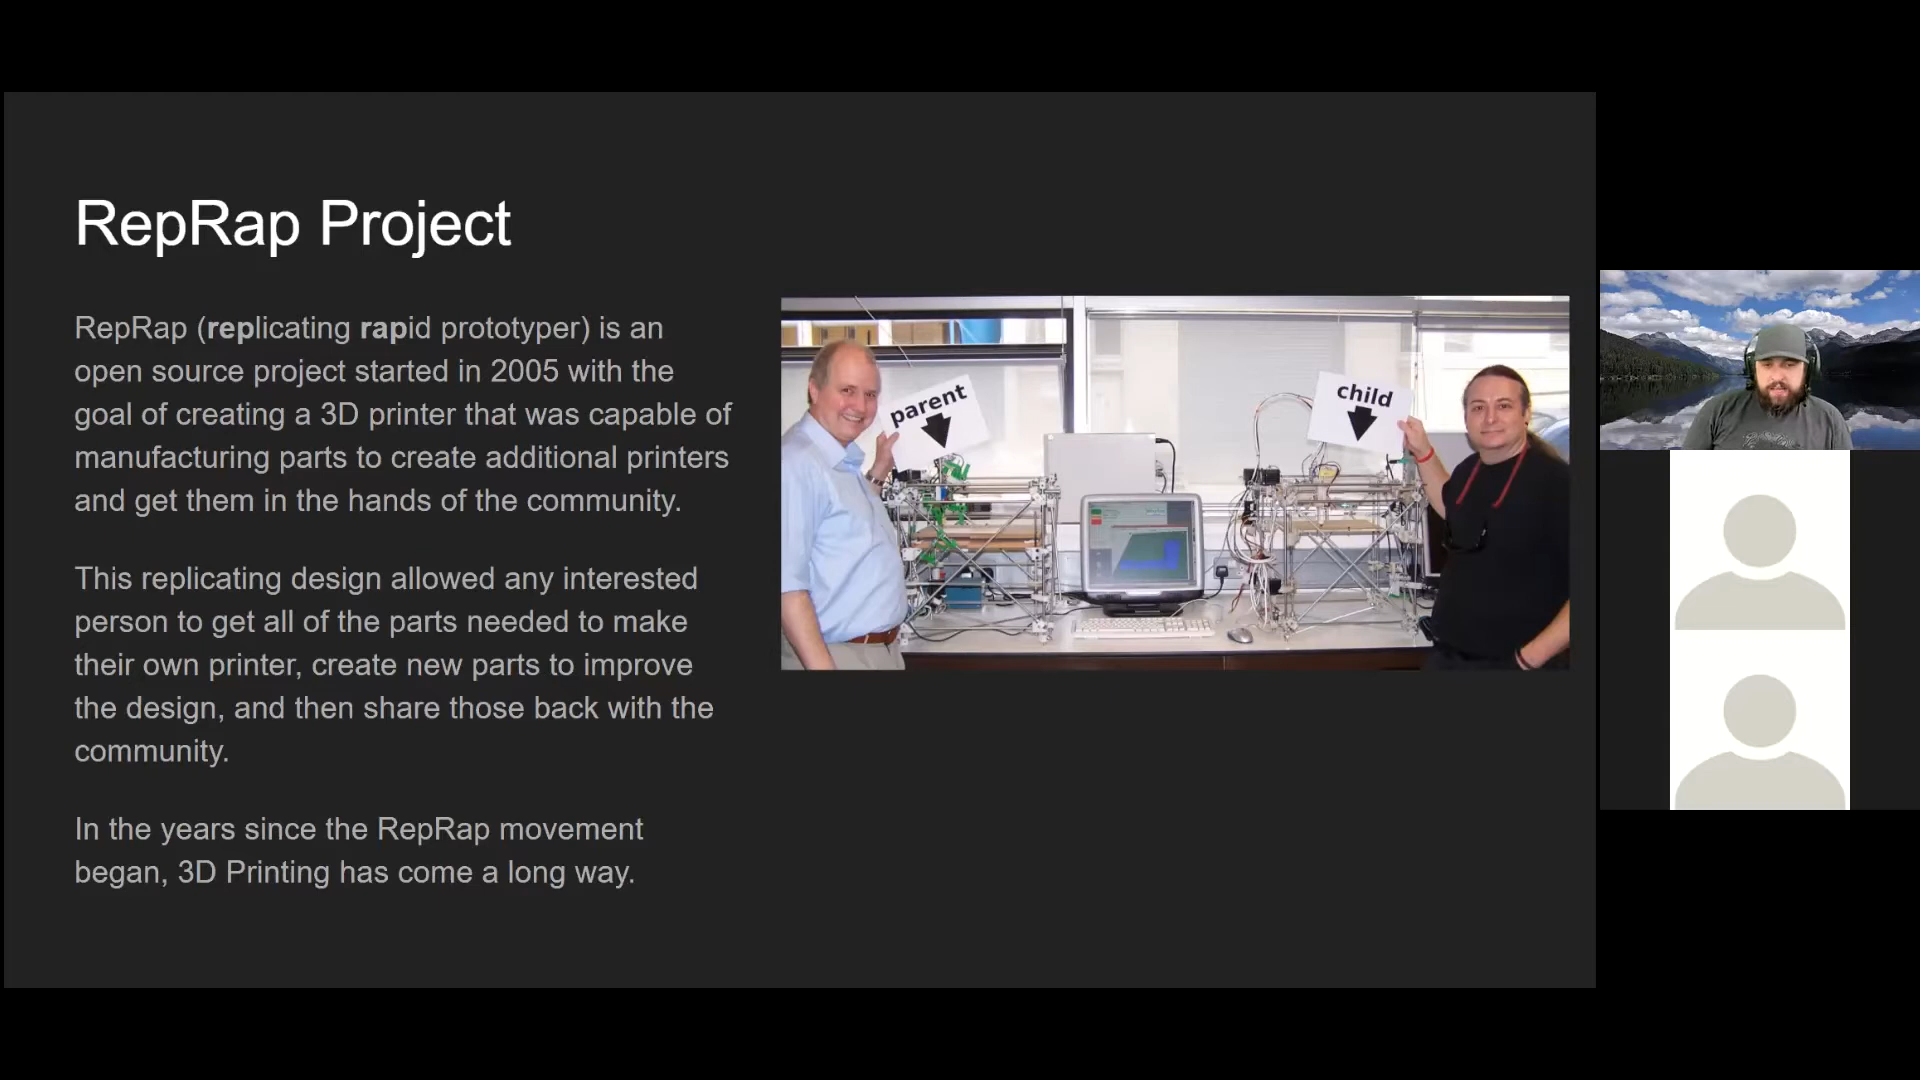 RepRap Project
RepRap (replicating rapid prototyper) is an
open source project started in 2005 with the
goal of creating a 3D printer that was capable of
manufacturing parts to create additional printers
and get them in the hands of the community.
This replicating design allowed any interested
person to get all of the parts needed to make
their own printer, create new parts to improve
the design, and then share those back with the
community.
In the years since the RepRap movement
began, 3D Printing has come a long way.
parent
child